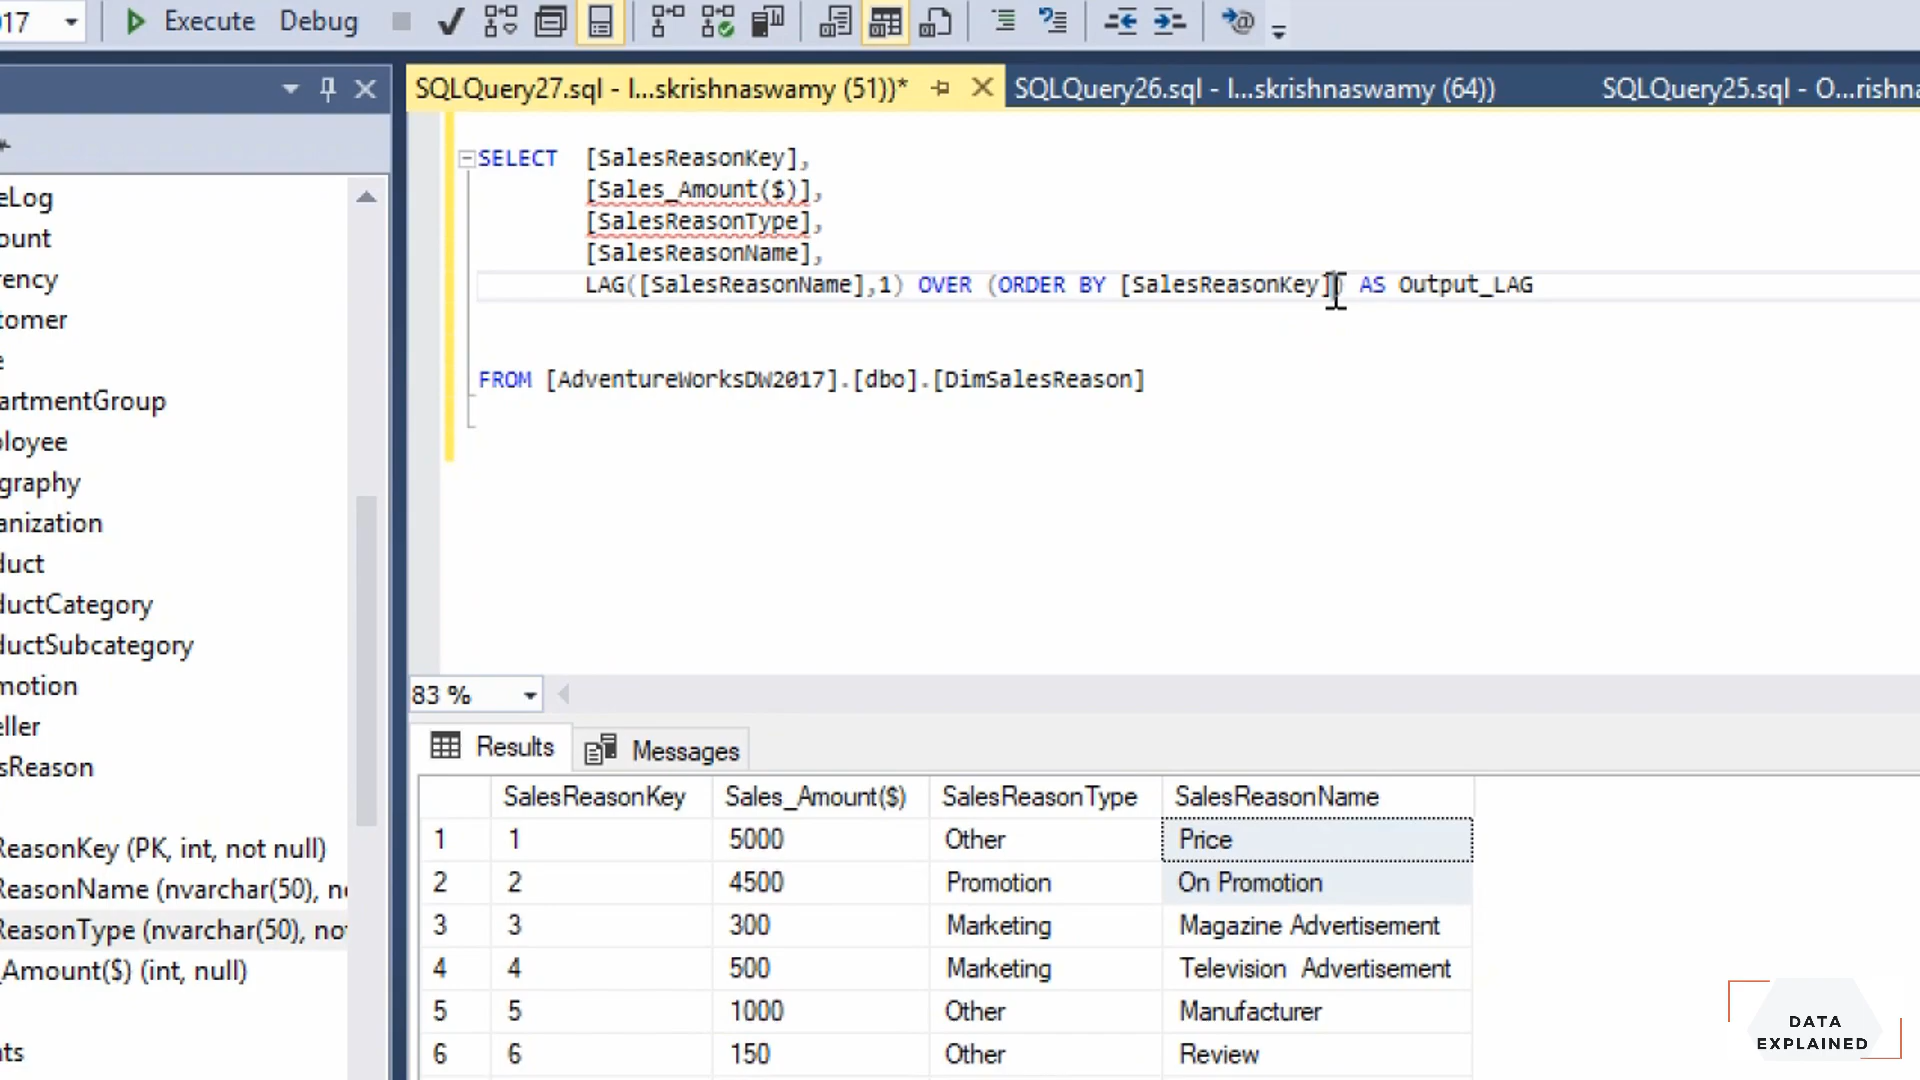 017 Execute Debug
SQLQuery27.sql - l...skrishnaswamy (51))* SQLQuery26.sql - l...skrishnaswamy (64)) SQLQuery25.sql - O...rishna
eLog
ount
rency
tomer
e
artmentGroup
loyee
graphy
anization
duct
ductCategory
ductSubcategory
motion
eller
sReason
ReasonKey (PK, int, not null)
ReasonName (nvarchar(50), no
ReasonType (nvarchar(50), not
_Amount($) (int, null)
nts
SELECT [SalesReasonKey],
[Sales_Amount($)],
[SalesReasonType],
[SalesReasonName],
LAG([SalesReasonName],1) OVER (ORDER BY [SalesReasonKey]) AS Output_LAG
FROM [AdventureWorksDW2017].[dbo].[DimSalesReason]
83 %
Results Messages
SalesReasonKey Sales_Amount($) SalesReasonType SalesReasonName
1 1 5000 Other Price
2 2 4500 Promotion On Promotion
3 3 300 Marketing Magazine Advertisement
4 4 500 Marketing Television Advertisement
5 5 1000 Other Manufacturer
6 6 150 Other Review
DATA
EXPLAINED